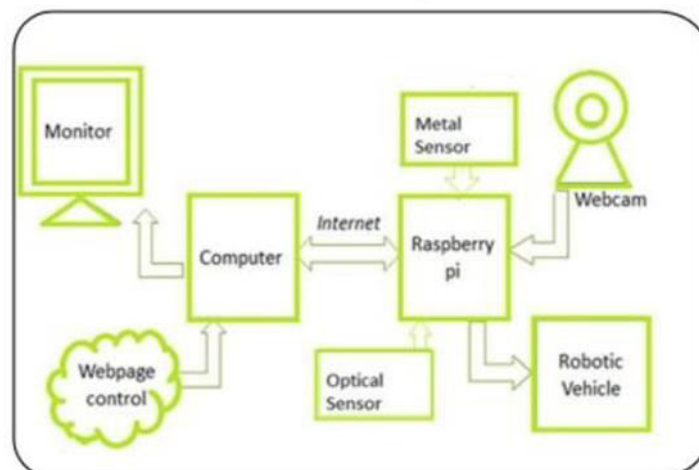 Monitor
Metal
Sensor
Webcam
Internet
Computer
Raspberry
pi
Webpage
control
Optical
Sensor
Robotic
Vehicle